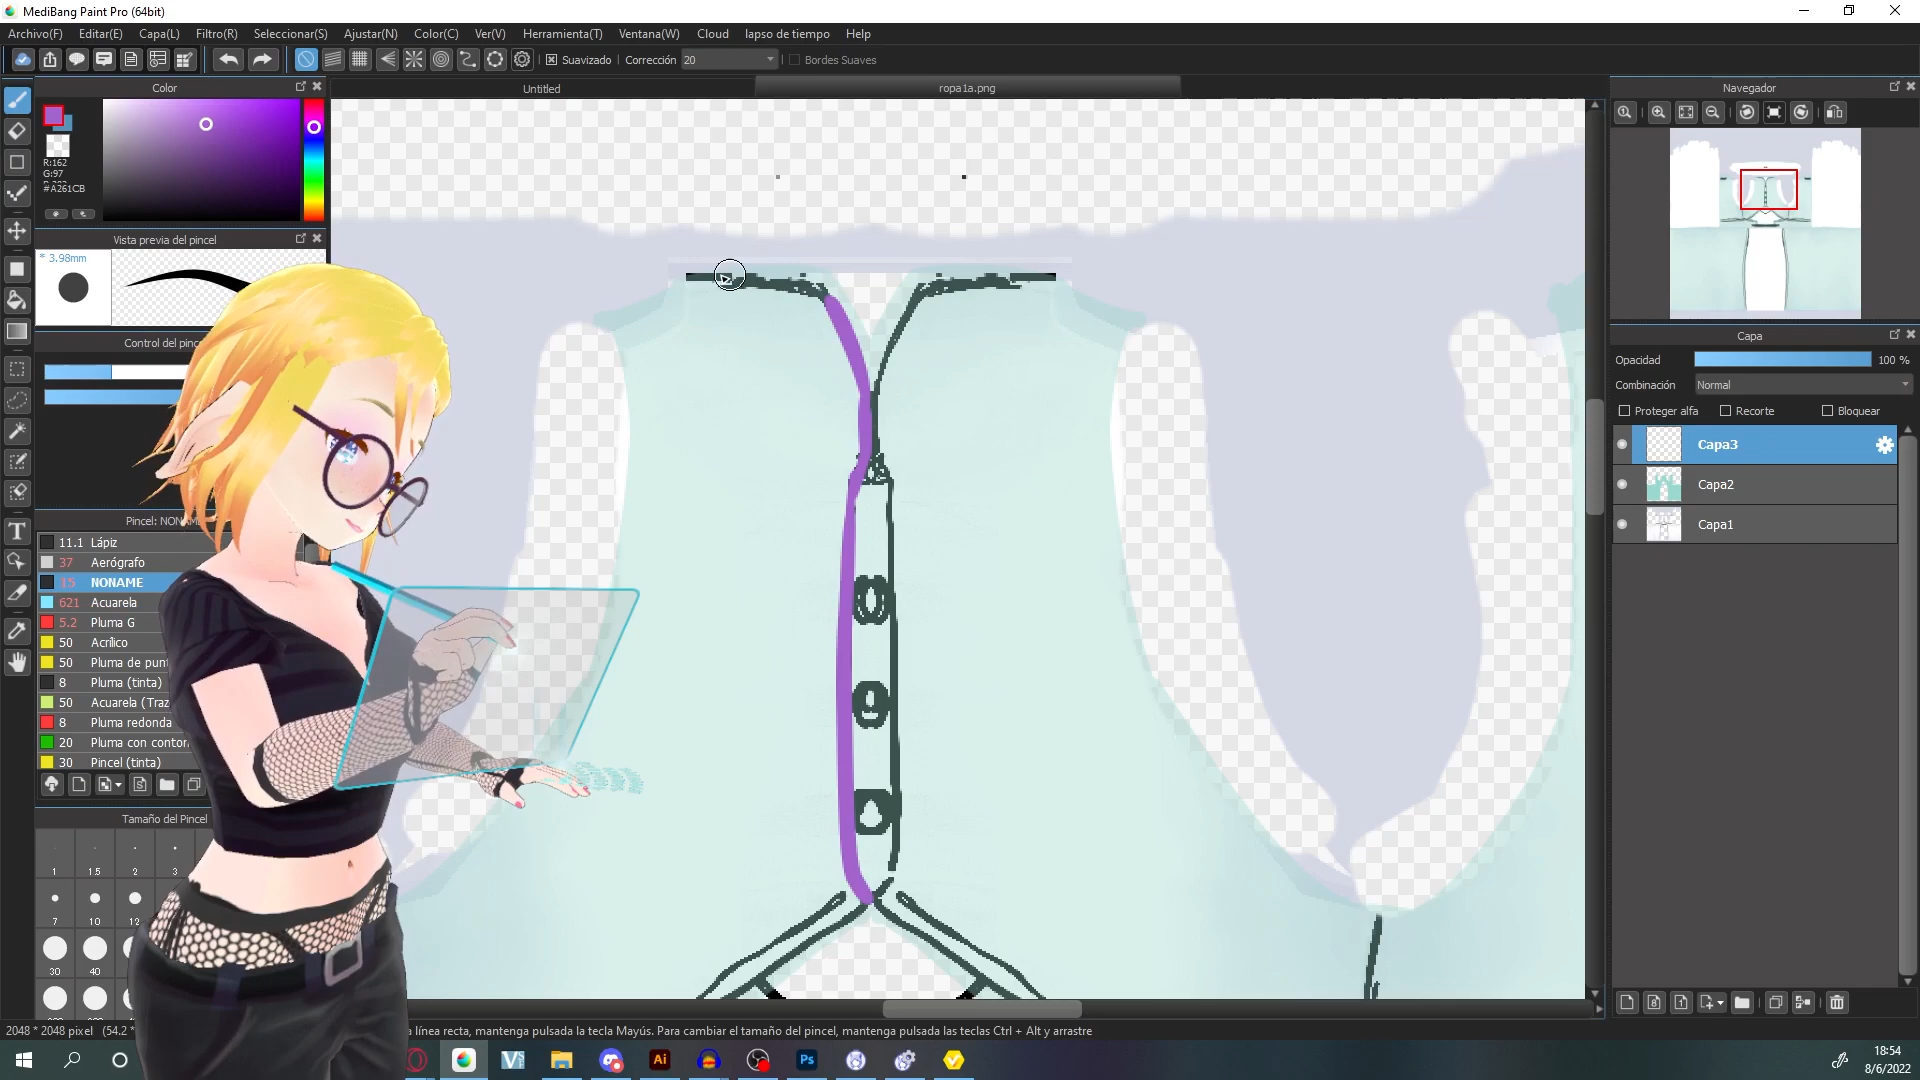 MediBang Paint Pro (64bit)
Archivo(F) Editar(E) Capa(L) Filtro(R) Seleccionar(S) Ajustar(N) Color(C) Ver(V) Herramienta(T) Ventana(W) Cloud lapso de tiempo Help
Suavizado Corrección 20 Bordes Suaves
Color Untitled ropa1a.png Navegador
R:162
G:97
#A261CB
Vista previa del pincel
* 3.98mm
Control del pinc
Pincel: NONAM
11.1 Lápiz
37 Aerógrafo
15 NONAME
621 Acuarela
5.2 Pluma G
50 Acrílico
50 Pluma de pun
8 Pluma (tinta)
50 Acuarela (Traz
8 Pluma redonda
20 Pluma con contor
30 Pincel (tinta)
Tamaño del Pincel
1 1.5 2 3
7 10 12
30 40
Capa
Opacidad 100 %
Combinación Normal
Proteger alfa Recorte Bloquear
Capa3
Capa2
Capa1
2048 * 2048 pixel (54.2 * a línea recta, mantenga pulsada la tecla Mayús. Para cambiar el tamaño del pincel, mantenga pulsadas las teclas Ctrl + Alt y arrastre
Ai Ps
18:54
8/6/2022